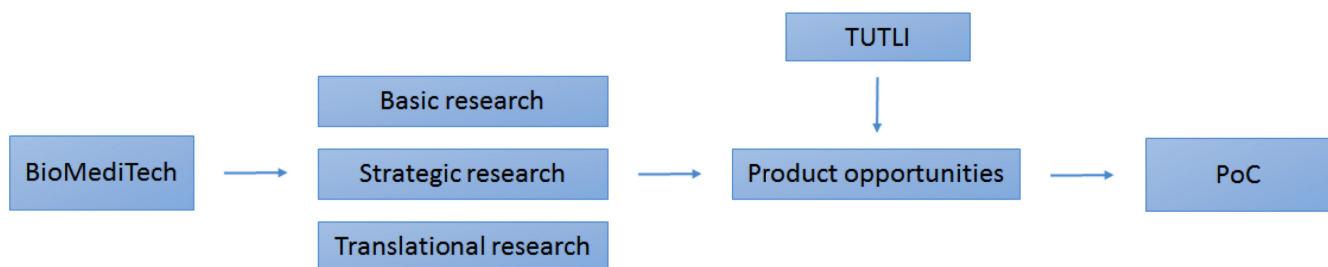 TUTLI
Basic research
BioMediTech
Strategic research
Product opportunities
PoC
Translational research